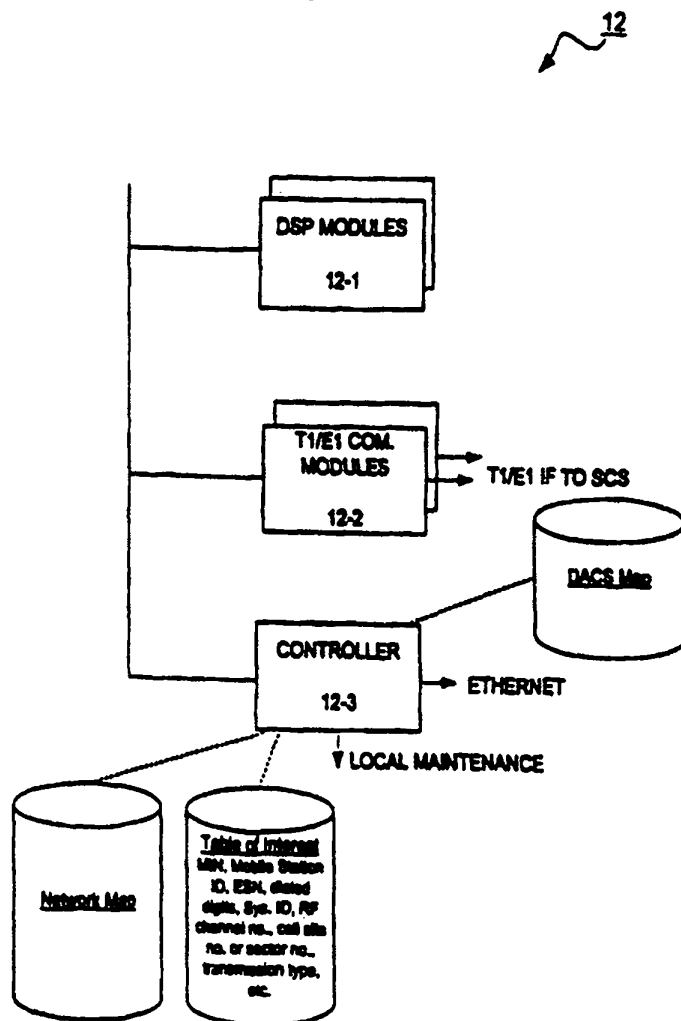 12
DSP MODULES
12-1
T1/E1 COM.
MODULES
12-2
T1/E1 IF TO SCS
DACS Map
CONTROLLER
12-3
ETHERNET
LOCAL MAINTENANCE
Network Map
Table of Interest
MIN, Mobile Station
ID, ESN, dialed
digits, Sys. ID, RF
channel no., cell site
no. or sector no.,
transmission type,
etc.